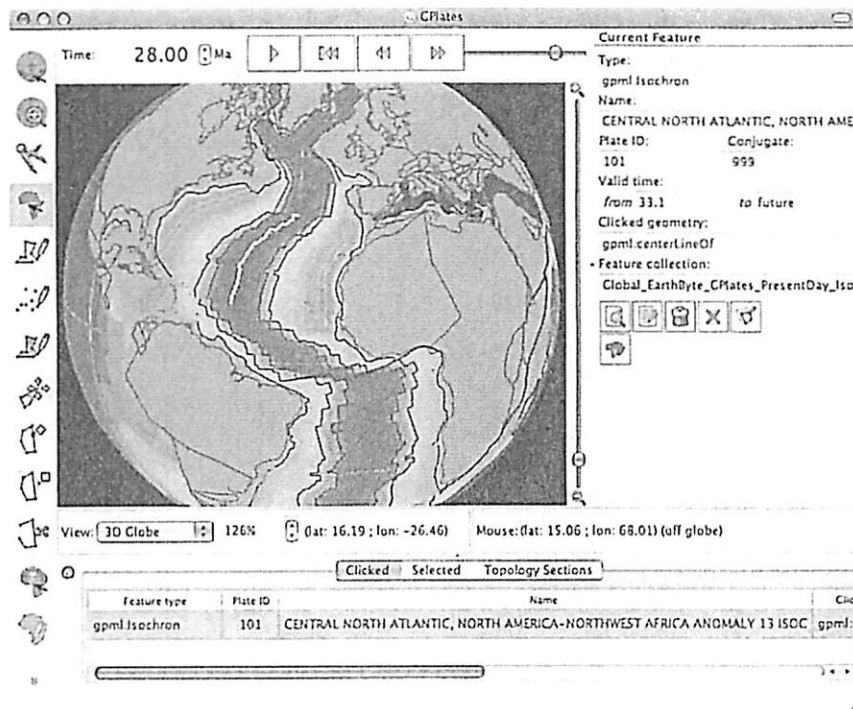 GPlates
Time: 28.00 Ma
Current Feature
Type:
gpml:Isochron
Name:
CENTRAL NORTH ATLANTIC, NORTH AME
Plate ID: Conjugate:
101 999
Valid time:
from 33.1 to future
Clicked geometry:
gpml:centerLineOf
Feature collection:
Global_EarthByte_GPlates_PresentDay_Iso
View: 3D Globe 126% (lat: 16.19 ; lon: -26.46) Mouse: (lat: 15.06 ; lon: 68.01) (off globe)
Clicked Selected Topology Sections
Feature type Plate ID Name Clic
gpml:Isochron 101 CENTRAL NORTH ATLANTIC, NORTH AMERICA-NORTHWEST AFRICA ANOMALY 13 ISOC gpml: